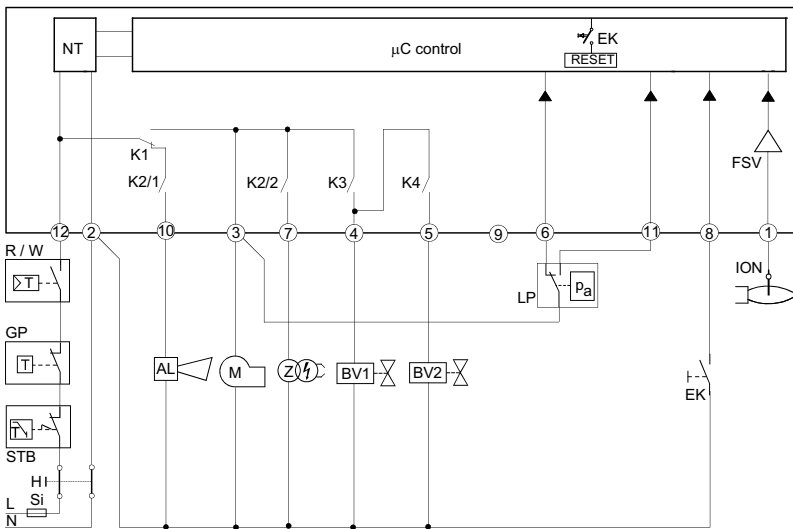 NT
µC control
EK
RESET
K1
K2/1
K2/2
K3
K4
FSV
12
2
10
3
7
4
5
9
6
11
8
1
R / W
T
GP
T
STB
T
LP
pa
ION
AL
M
Z
BV1
BV2
EK
H
Si
L
N